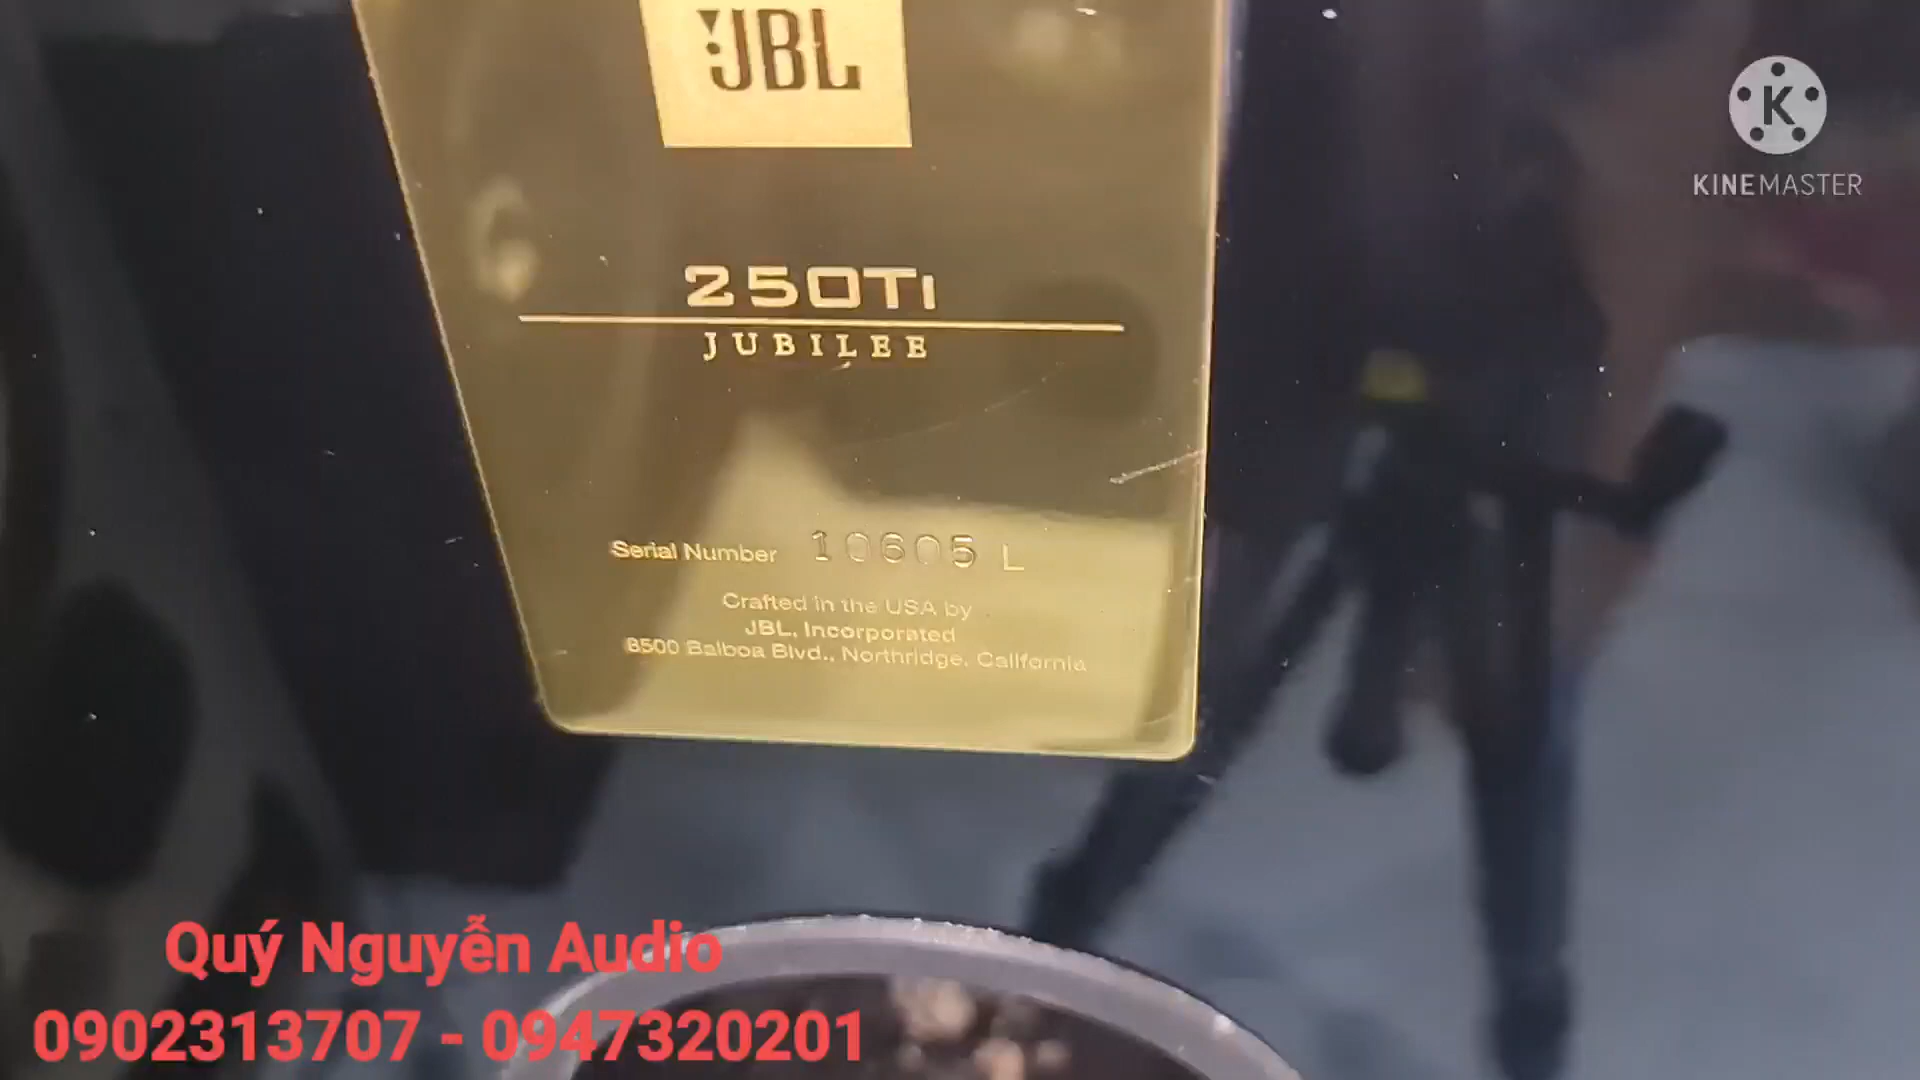 JBL
250Ti
JUBILEE
Serial Number 10605 L
Crafted in the USA by
JBL, Incorporated
8500 Balboa Blvd., Northridge, California
KINEMASTER
Quý Nguyễn Audio
0902313707 - 0947320201